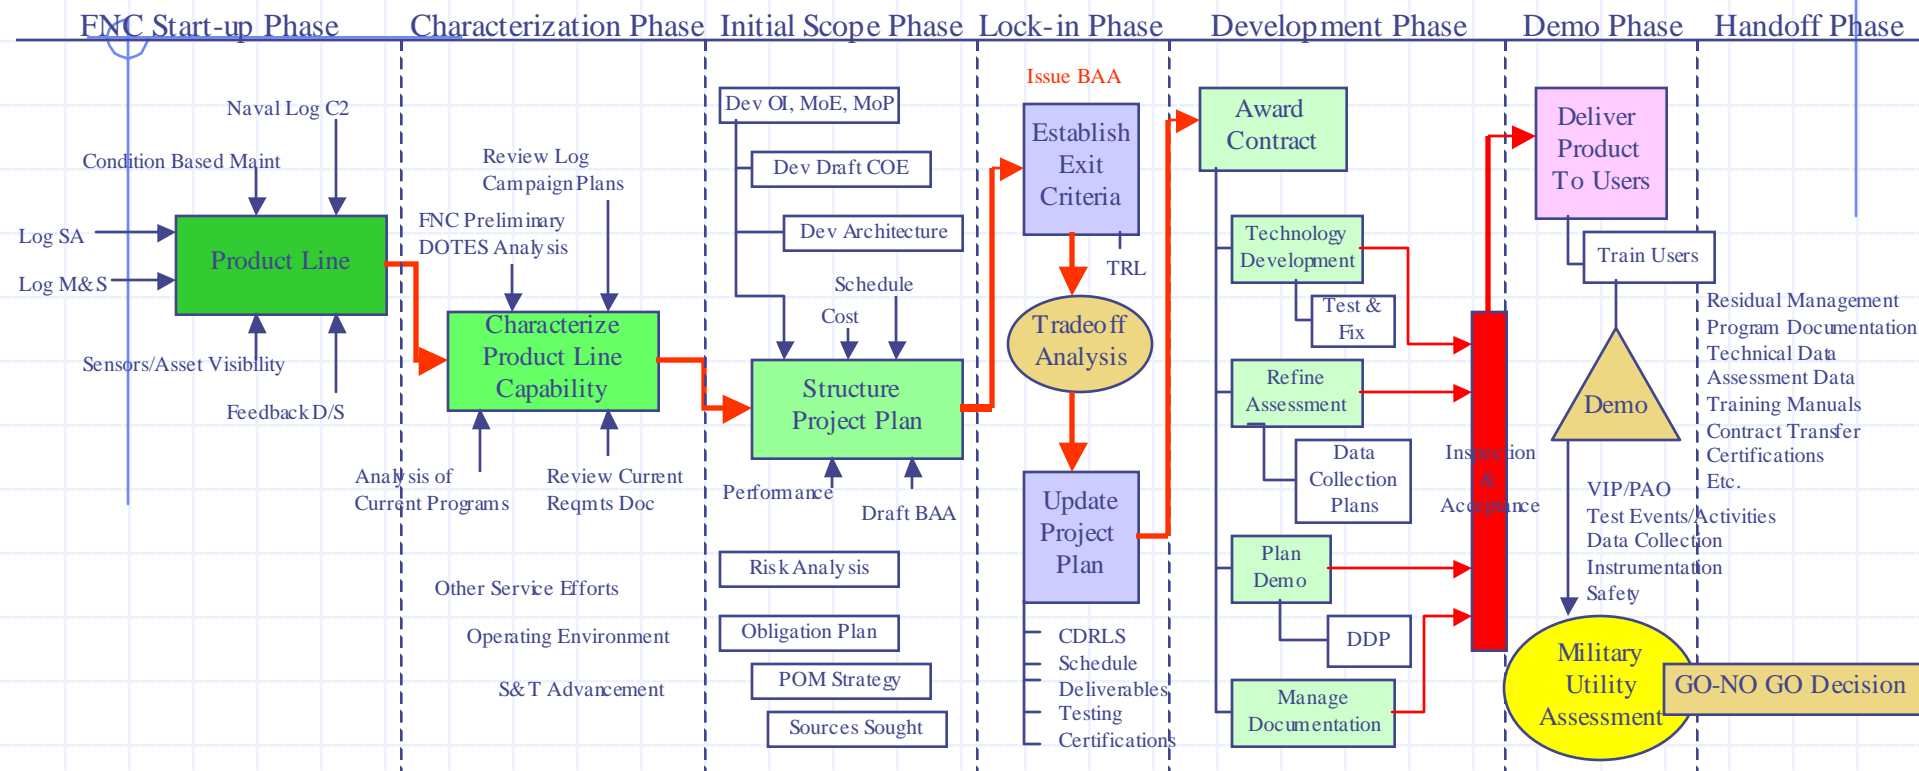 FNC Start-up Phase
Characterization Phase
Initial Scope Phase
Lock-in Phase
Development Phase
Demo Phase
Handoff Phase
Naval Log C2
Condition Based Maint
Log SA
Log M&S
Product Line
Sensors/Asset Visibility
Feedback D/S
Review Log
Campaign Plans
FNC Preliminary
DOTES Analysis
Characterize
Product Line
Capability
Analysis of
Current Programs
Review Current
Reqmts Doc
Other Service Efforts
Operating Environment
S&T Advancement
Dev OI, MoE, MoP
Dev Draft COE
Dev Architecture
Schedule
Cost
Structure
Project Plan
Performance
Draft BAA
Risk Analysis
Obligation Plan
POM Strategy
Sources Sought
Issue BAA
Establish
Exit
Criteria
TRL
Tradeoff
Analysis
Update
Project
Plan
CDRLS
Schedule
Deliverables
Testing
Certifications
Award
Contract
Technology
Development
Test &
Fix
Refine
Assessment
Data
Collection
Plans
Plan
Demo
DDP
Manage
Documentation
Inspection
&
Acceptance
Deliver
Product
To Users
Train Users
Demo
VIP/PAO
Test Events/Activities
Data Collection
Instrumentation
Safety
Military
Utility
Assessment
Residual Management
Program Documentation
Technical Data
Assessment Data
Training Manuals
Contract Transfer
Certifications
Etc.
GO-NO GO Decision